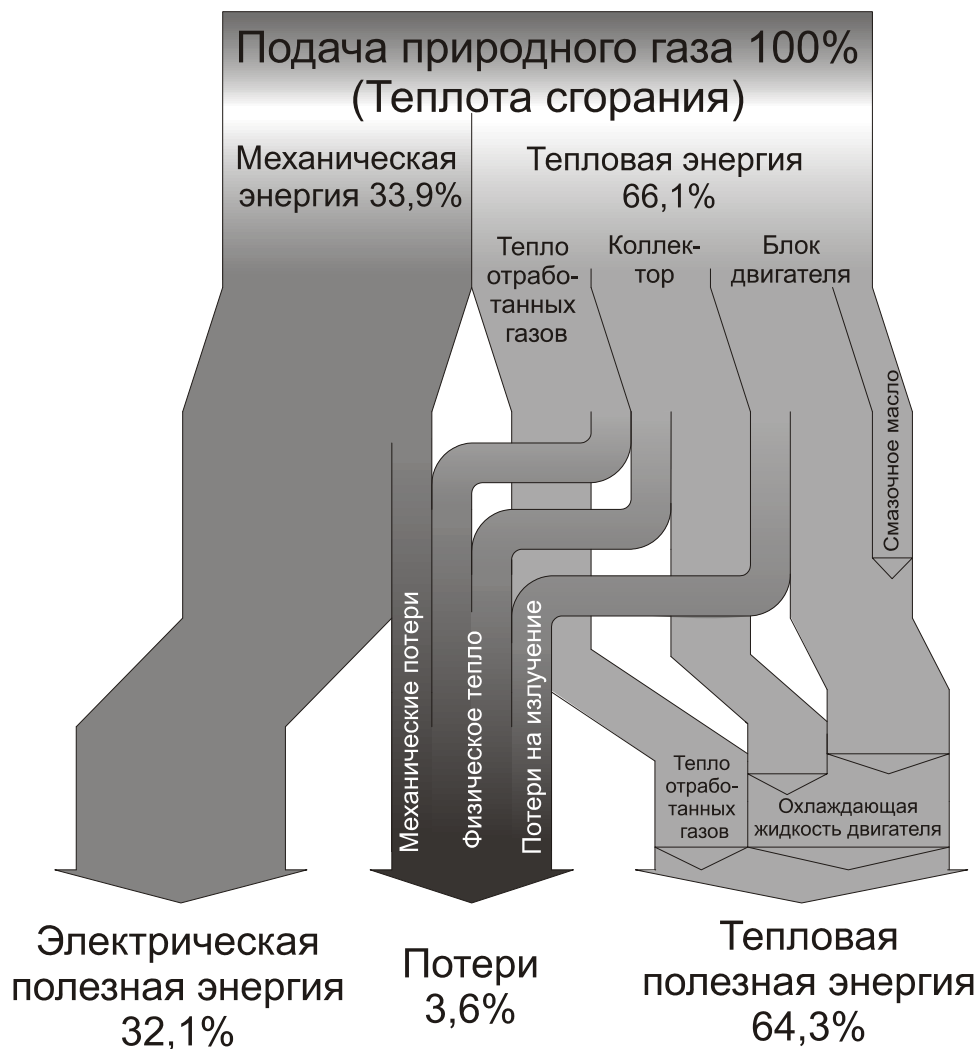 Подача природного газа 100%
(Теплота сгорания)
Механическая
энергия 33,9%
Тепловая энергия
66,1%
Тепло
отрабо-
танных
газов
Коллек-
тор
Блок
двигателя
Смазочное масло
Механические потери
Физическое тепло
Потери на излучение
Тепло
отрабо-
танных
газов
Охлаждающая
жидкость двигателя
Электрическая
полезная энергия
32,1%
Потери
3,6%
Тепловая
полезная энергия
64,3%